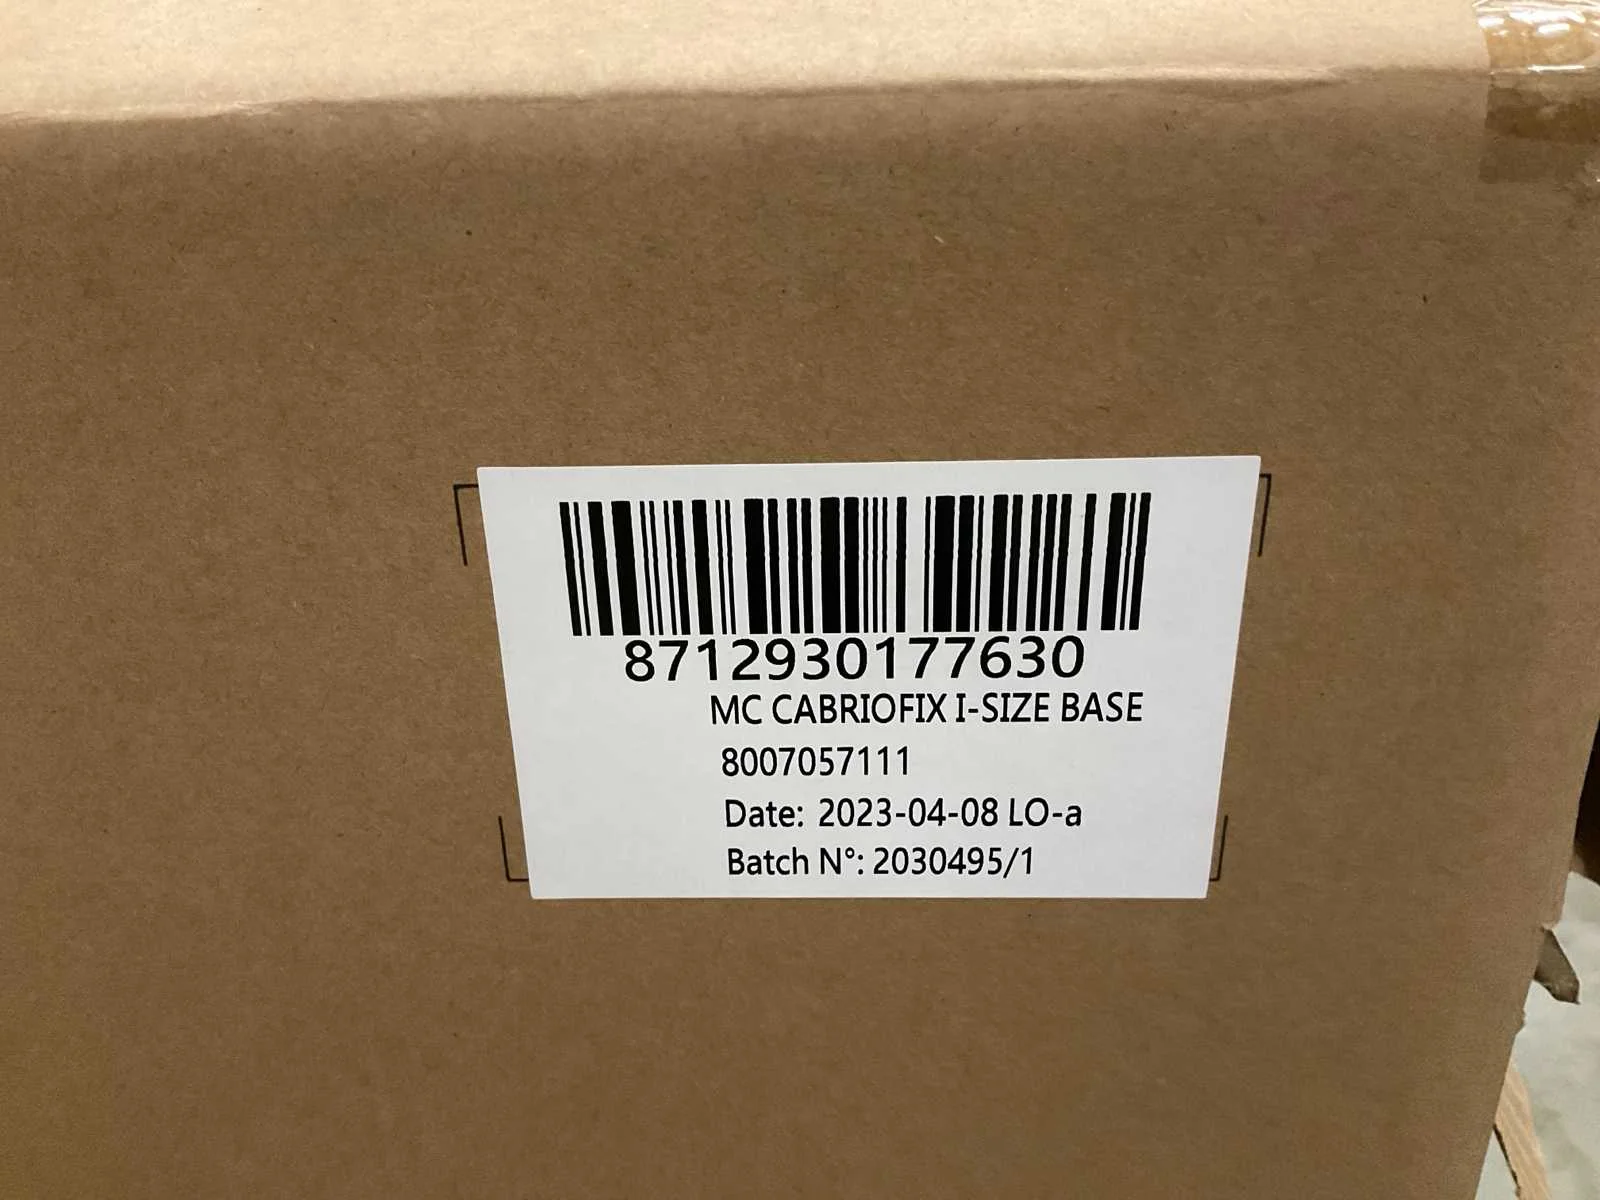 8712930177630
MC CABRIOFIX I-SIZE BASE
8007057111
Date: 2023-04-08 LO-a
Batch N°: 2030495/1